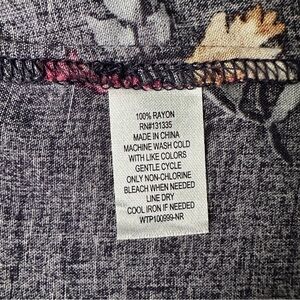 100% RAYON
RN#131335
MADE IN CHINA
MACHINE WASH COLD
WITH LIKE COLORS
GENTLE CYCLE
ONLY NON-CHLORINE
BLEACH WHEN NEEDED
LINE DRY
COOL IRON IF NEEDED
WTP100999-NR